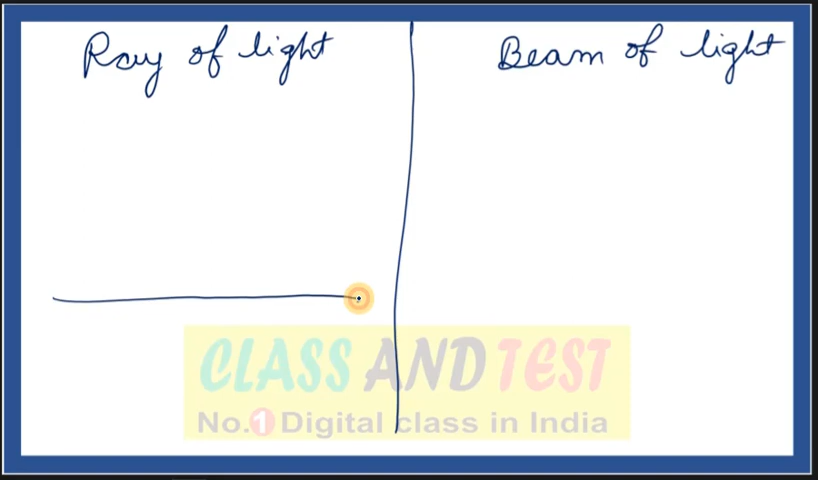 Ray of light
Beam of light
CLASS AND TEST
No.1 Digital class in India